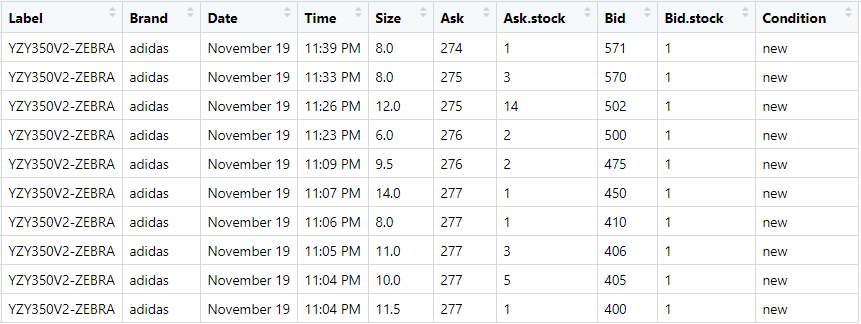 Label Brand Date Time Size Ask Ask.stock Bid Bid.stock Condition
YZY350V2-ZEBRA adidas November 19 11:39 PM 8.0 274 1 571 1 new
YZY350V2-ZEBRA adidas November 19 11:33 PM 8.0 275 3 570 1 new
YZY350V2-ZEBRA adidas November 19 11:26 PM 12.0 275 14 502 1 new
YZY350V2-ZEBRA adidas November 19 11:23 PM 6.0 276 2 500 1 new
YZY350V2-ZEBRA adidas November 19 11:09 PM 9.5 276 2 475 1 new
YZY350V2-ZEBRA adidas November 19 11:07 PM 14.0 277 1 450 1 new
YZY350V2-ZEBRA adidas November 19 11:06 PM 8.0 277 1 410 1 new
YZY350V2-ZEBRA adidas November 19 11:05 PM 11.0 277 3 406 1 new
YZY350V2-ZEBRA adidas November 19 11:04 PM 10.0 277 5 405 1 new
YZY350V2-ZEBRA adidas November 19 11:04 PM 11.5 277 1 400 1 new